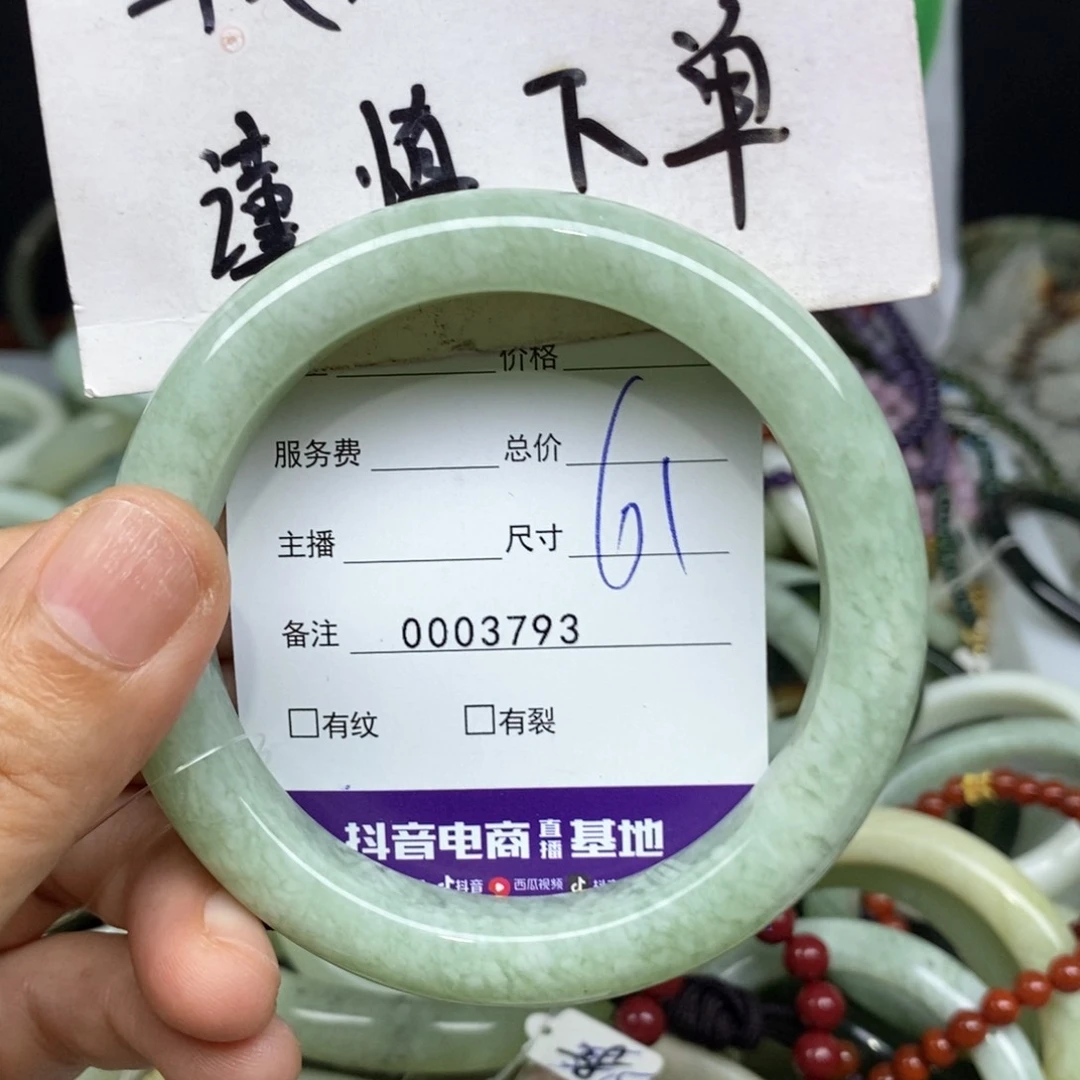 谨慎下单
价格
服务费 总价
主播 尺寸 61
备注 0003793
□有纹 □有裂
抖音电商直播基地
抖音 西瓜视频